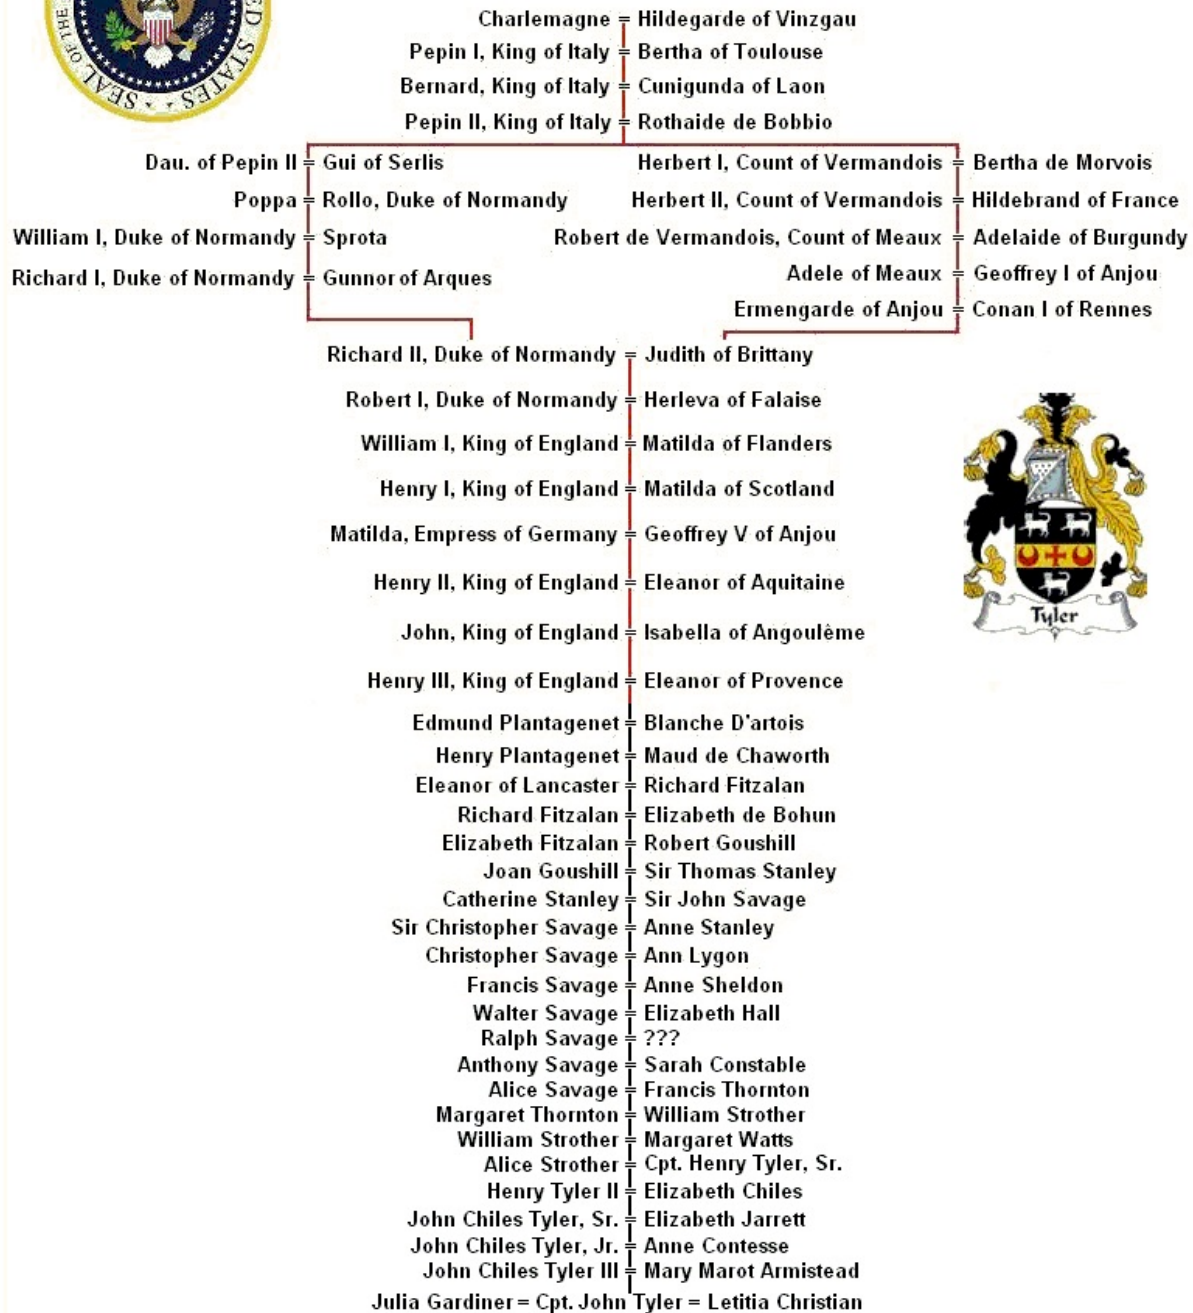 SEAL OF THE
ED STATES
Charlemagne = Hildegarde of Vinzgau
Pepin I, King of Italy = Bertha of Toulouse
Bernard, King of Italy = Cunigunda of Laon
Pepin II, King of Italy = Rothaide de Bobbio
Dau. of Pepin II = Gui of Serlis
Herbert I, Count of Vermandois = Bertha de Morvois
Poppa = Rollo, Duke of Normandy
Herbert II, Count of Vermandois = Hildebrand of France
William I, Duke of Normandy = Sprota
Robert de Vermandois, Count of Meaux = Adelaide of Burgundy
Richard I, Duke of Normandy = Gunnor of Arques
Adele of Meaux = Geoffrey I of Anjou
Ermengarde of Anjou = Conan I of Rennes
Richard II, Duke of Normandy = Judith of Brittany
Robert I, Duke of Normandy = Herleva of Falaise
William I, King of England = Matilda of Flanders
Henry I, King of England = Matilda of Scotland
Matilda, Empress of Germany = Geoffrey V of Anjou
Henry II, King of England = Eleanor of Aquitaine
John, King of England = Isabella of Angoulême
Tyler
Henry III, King of England = Eleanor of Provence
Edmund Plantagenet = Blanche D'artois
Henry Plantagenet = Maud de Chaworth
Eleanor of Lancaster = Richard Fitzalan
Richard Fitzalan = Elizabeth de Bohun
Elizabeth Fitzalan = Robert Goushill
Joan Goushill = Sir Thomas Stanley
Catherine Stanley = Sir John Savage
Sir Christopher Savage = Anne Stanley
Christopher Savage = Ann Lygon
Francis Savage = Anne Sheldon
Walter Savage = Elizabeth Hall
Ralph Savage = ???
Anthony Savage = Sarah Constable
Alice Savage = Francis Thornton
Margaret Thornton = William Strother
William Strother = Margaret Watts
Alice Strother = Cpt. Henry Tyler, Sr.
Henry Tyler II = Elizabeth Chiles
John Chiles Tyler, Sr. = Elizabeth Jarrett
John Chiles Tyler, Jr. = Anne Contesse
John Chiles Tyler III = Mary Marot Armistead
Julia Gardiner = Cpt. John Tyler = Letitia Christian